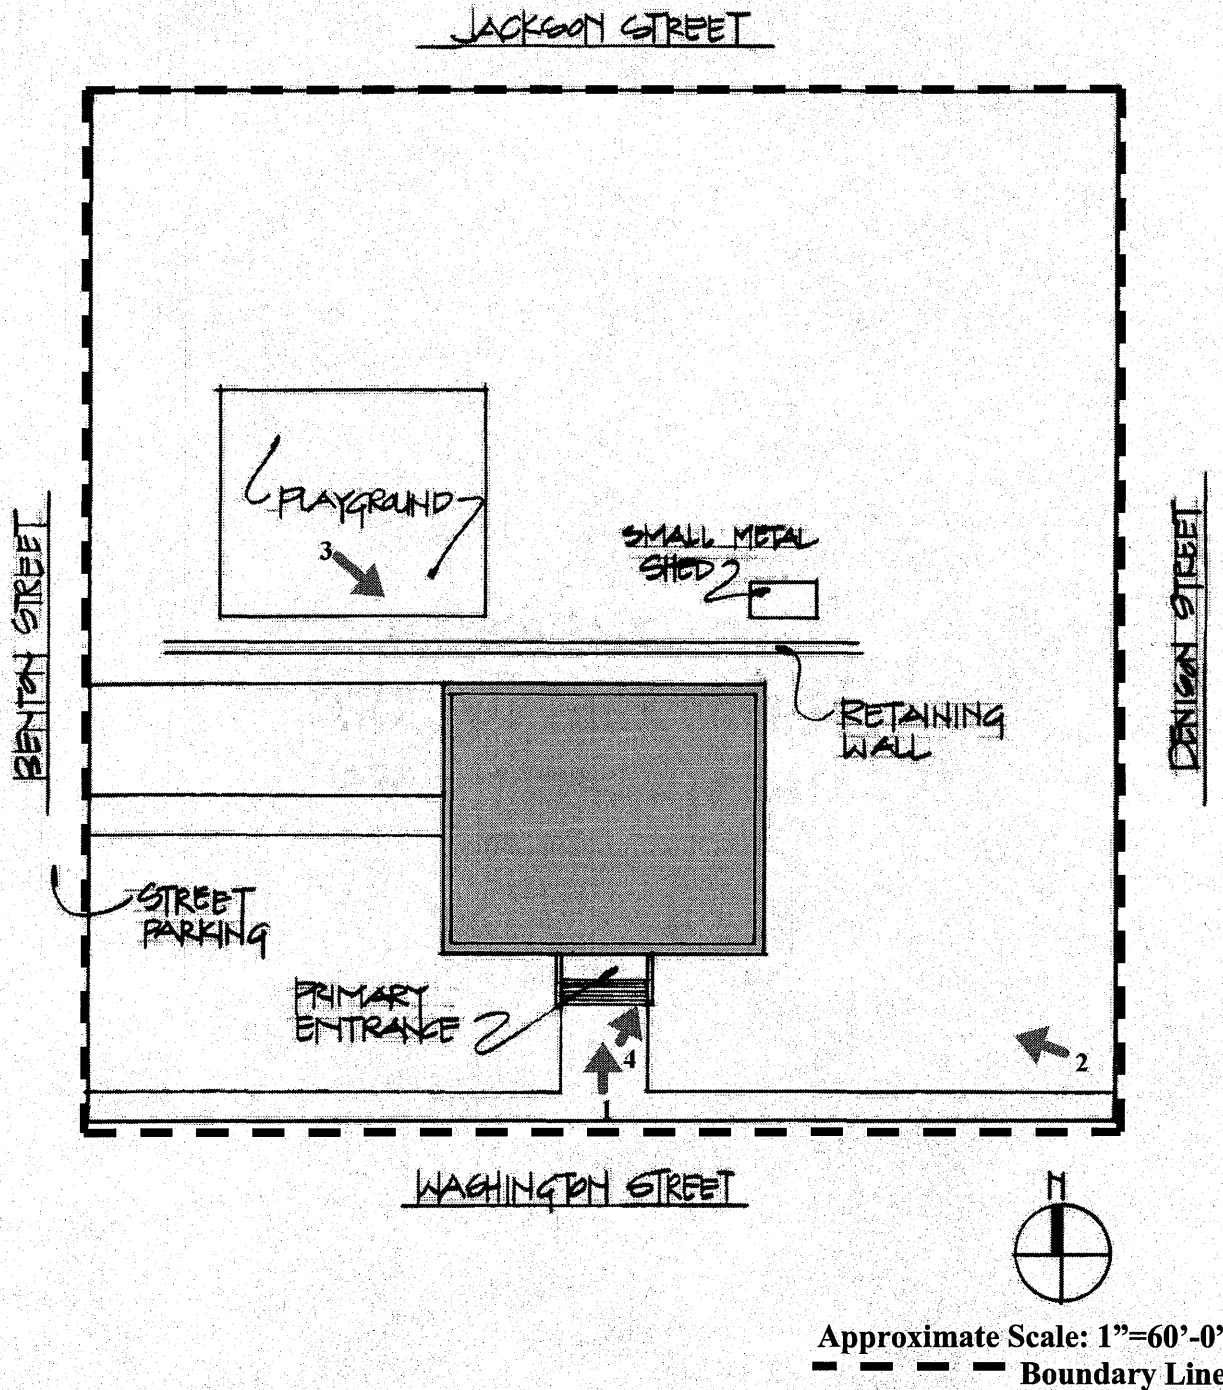 JACKSON STREET
PLAYGROUND
3
SMALL METAL
SHED
BENTON STREET
DENISON STREET
RETAINING
WALL
STREET
PARKING
PRIMARY
ENTRANCE
4
2
1
WASHINGTON STREET
N
Approximate Scale: 1”=60’-0’
Boundary Line